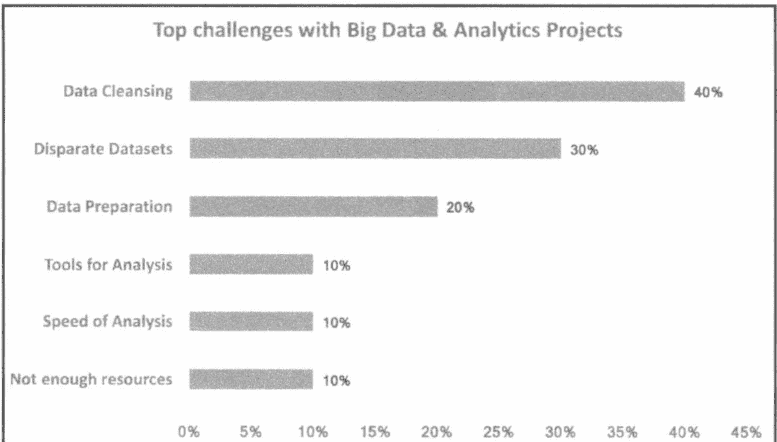 Top challenges with Big Data & Analytics Projects
Data Cleansing 40%
Disparate Datasets 30%
Data Preparation 20%
Tools for Analysis 10%
Speed of Analysis 10%
Not enough resources 10%
0% 5% 10% 15% 20% 25% 30% 35% 40% 45%